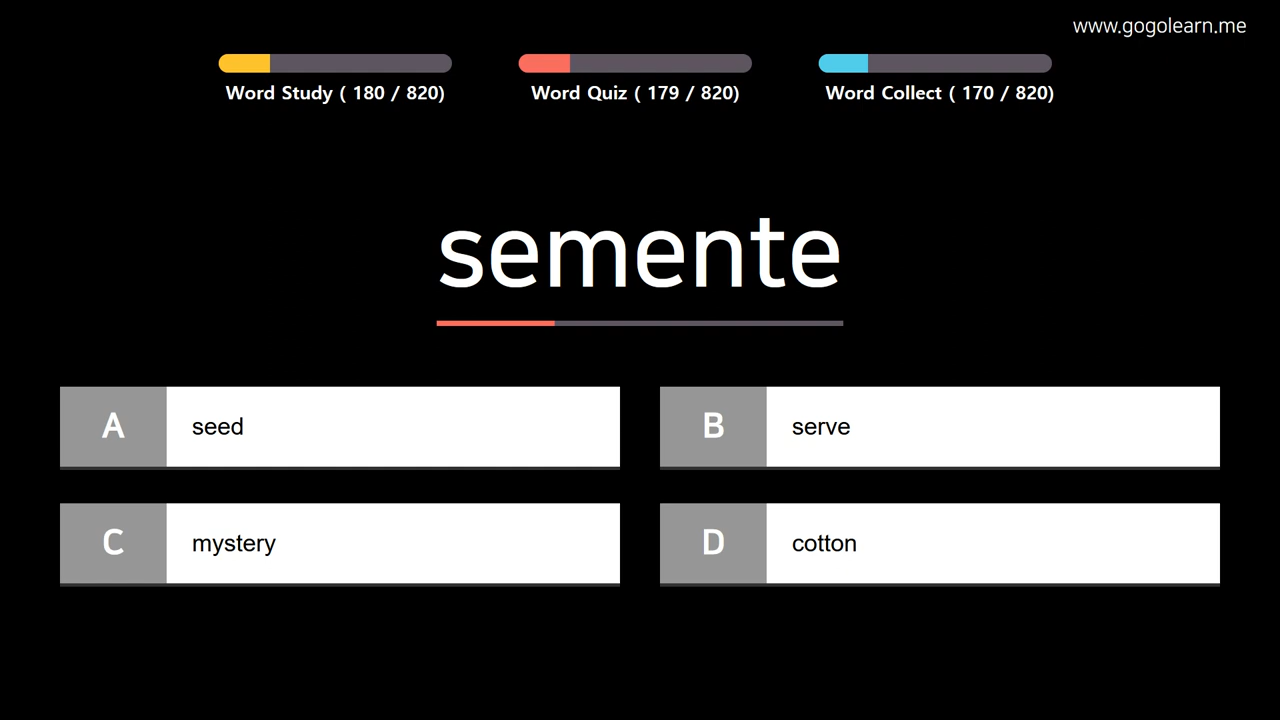 www.gogolearn.me
Word Study ( 180 / 820)
Word Quiz ( 179 / 820)
Word Collect ( 170 / 820)
semente
A seed
B serve
C mystery
D cotton